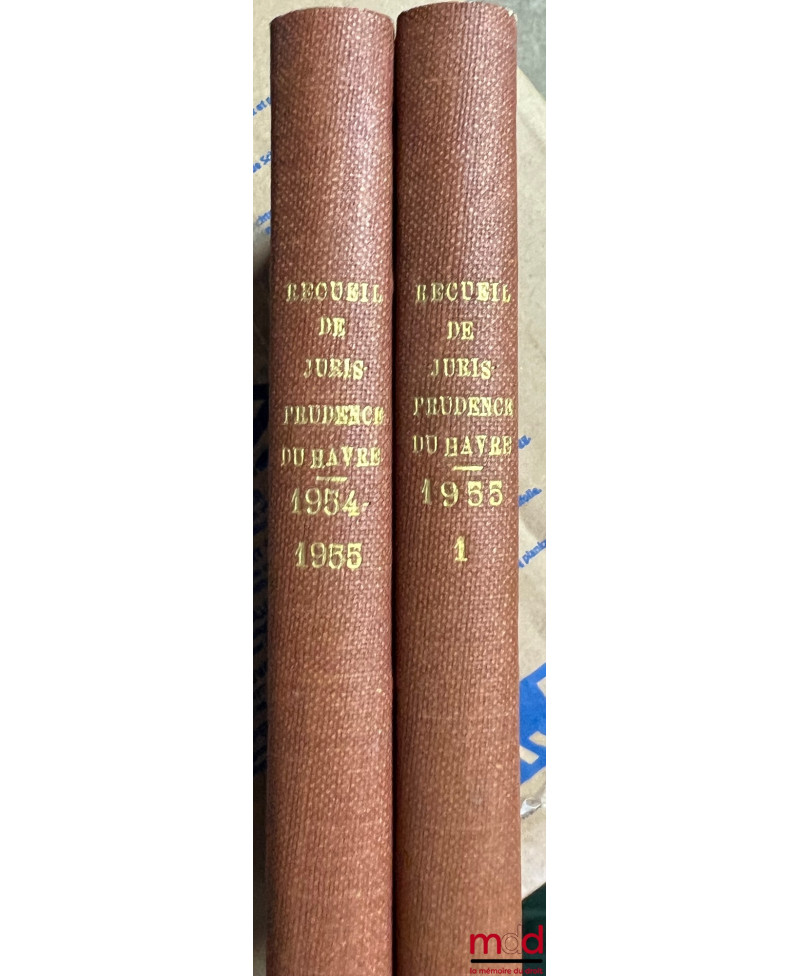 RECUEIL
DE
JURIS
PRUDENCE
DU HAVRE
1954-
1955
RECUEIL
DE
JURIS
PRUDENCE
DU HAVRE
1955
1
mdd
la mémoire du droit